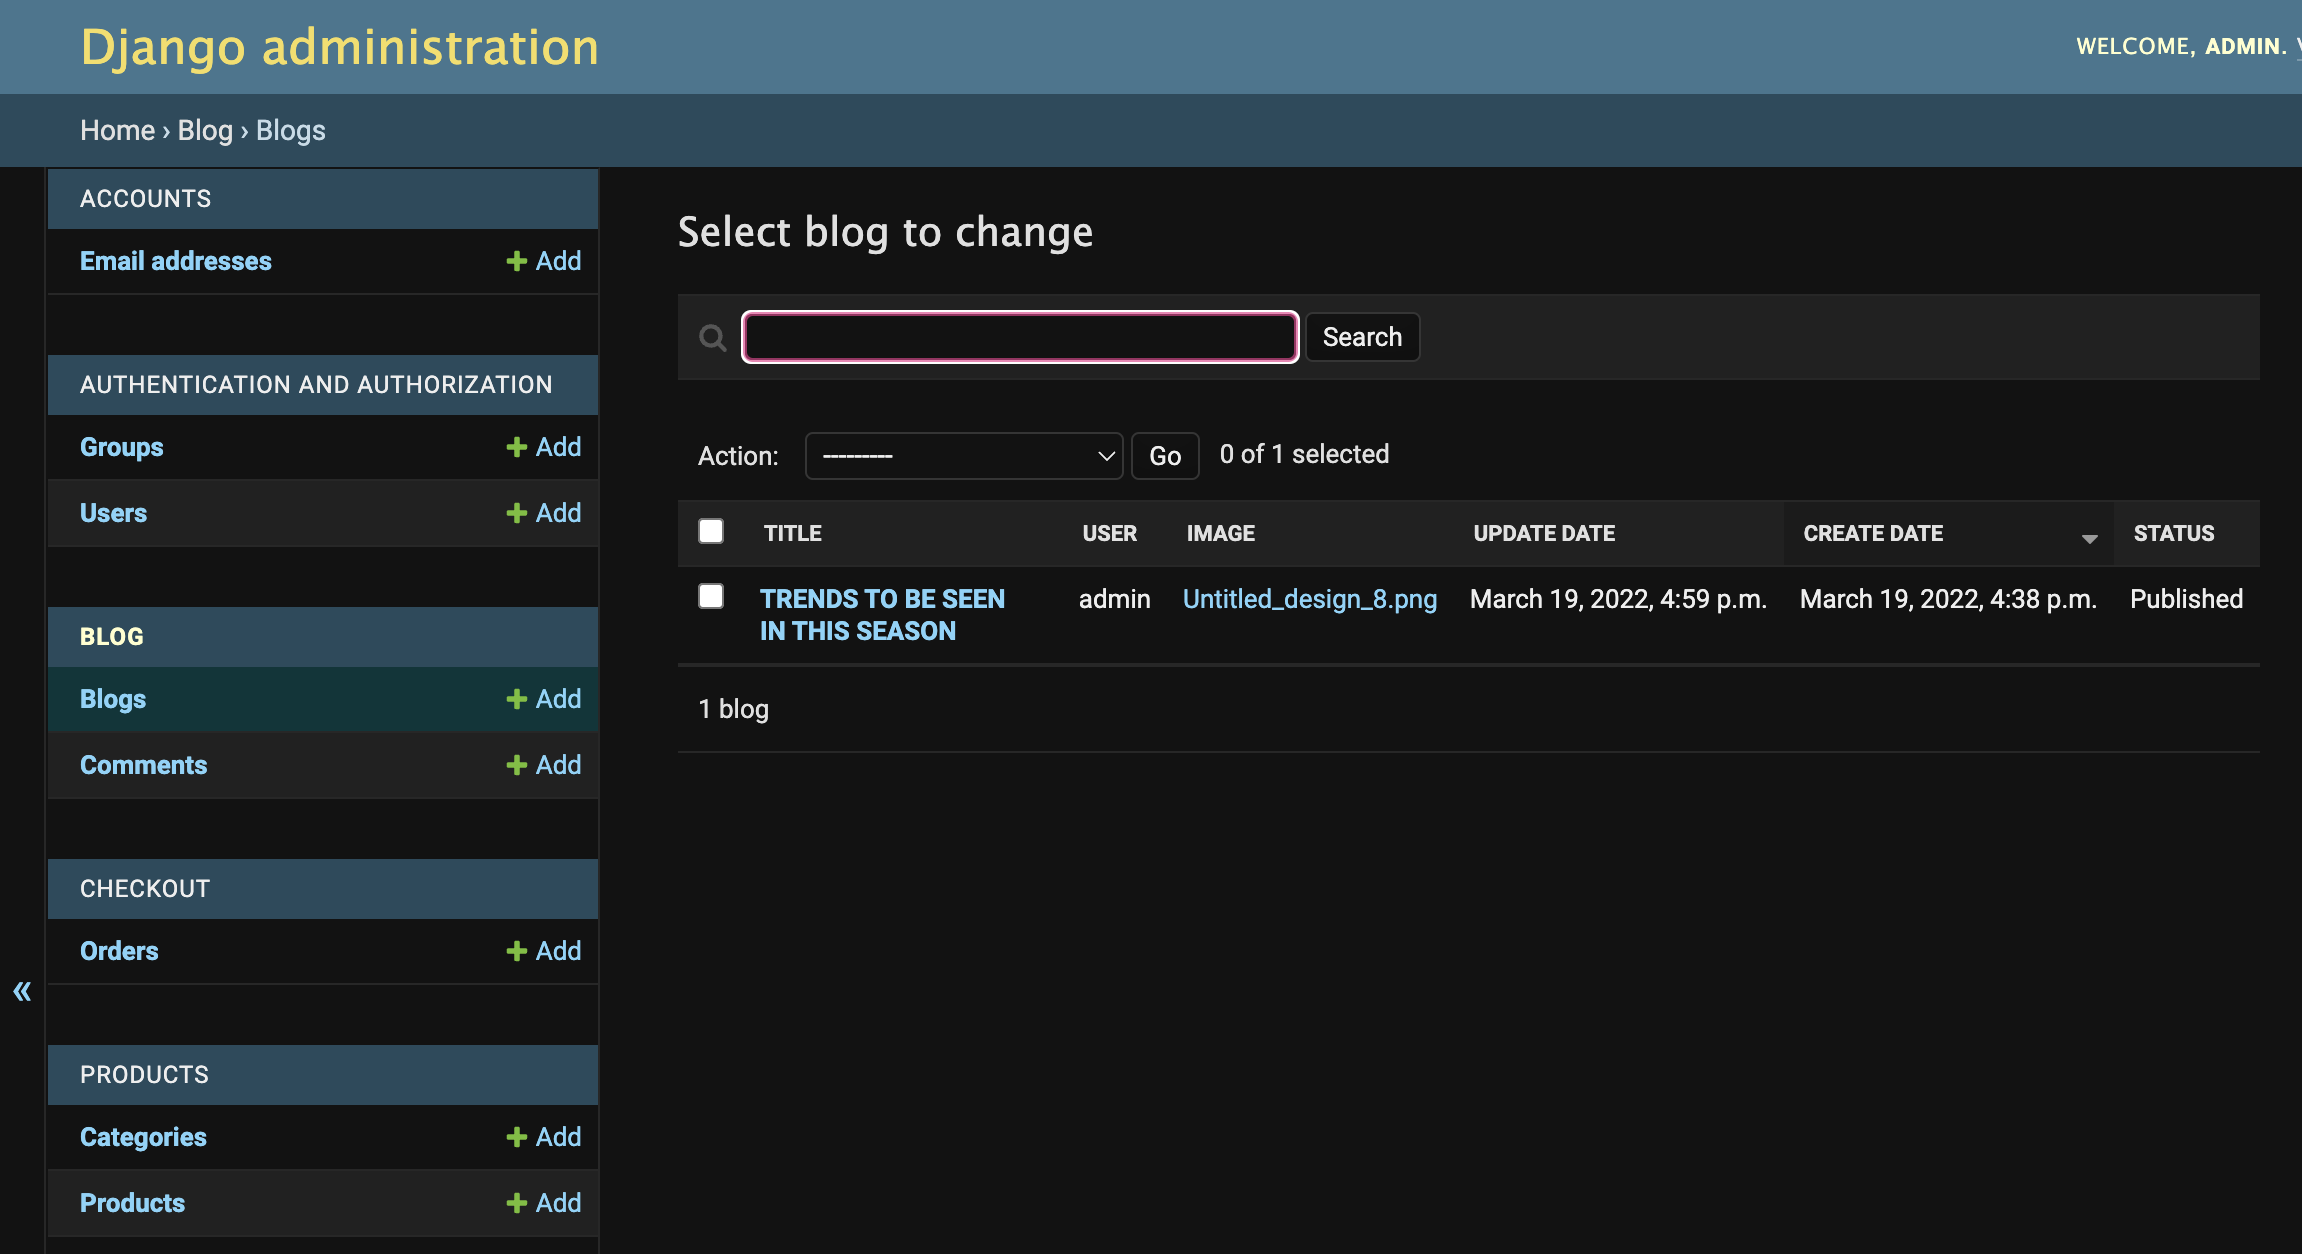 Django administration
WELCOME, ADMIN.
Home › Blog › Blogs
ACCOUNTS
Email addresses + Add
AUTHENTICATION AND AUTHORIZATION
Groups + Add
Users + Add
BLOG
Blogs + Add
Comments + Add
CHECKOUT
Orders + Add
PRODUCTS
Categories + Add
Products + Add
«
Select blog to change
Search
Action: --------- Go 0 of 1 selected
TITLE USER IMAGE UPDATE DATE CREATE DATE STATUS
TRENDS TO BE SEEN admin Untitled_design_8.png March 19, 2022, 4:59 p.m. March 19, 2022, 4:38 p.m. Published
IN THIS SEASON
1 blog